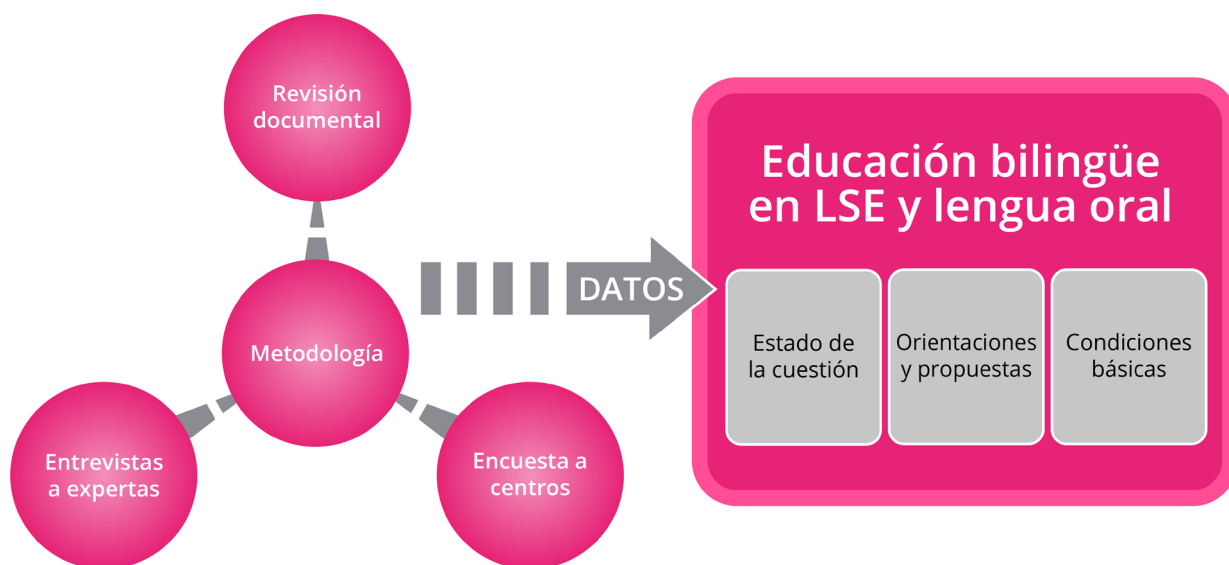 Revisión
documental
Metodología
Entrevistas
a expertas
Encuesta a
centros
DATOS
Educación bilingüe
en LSE y lengua oral
Estado de
la cuestión
Orientaciones
y propuestas
Condiciones
básicas